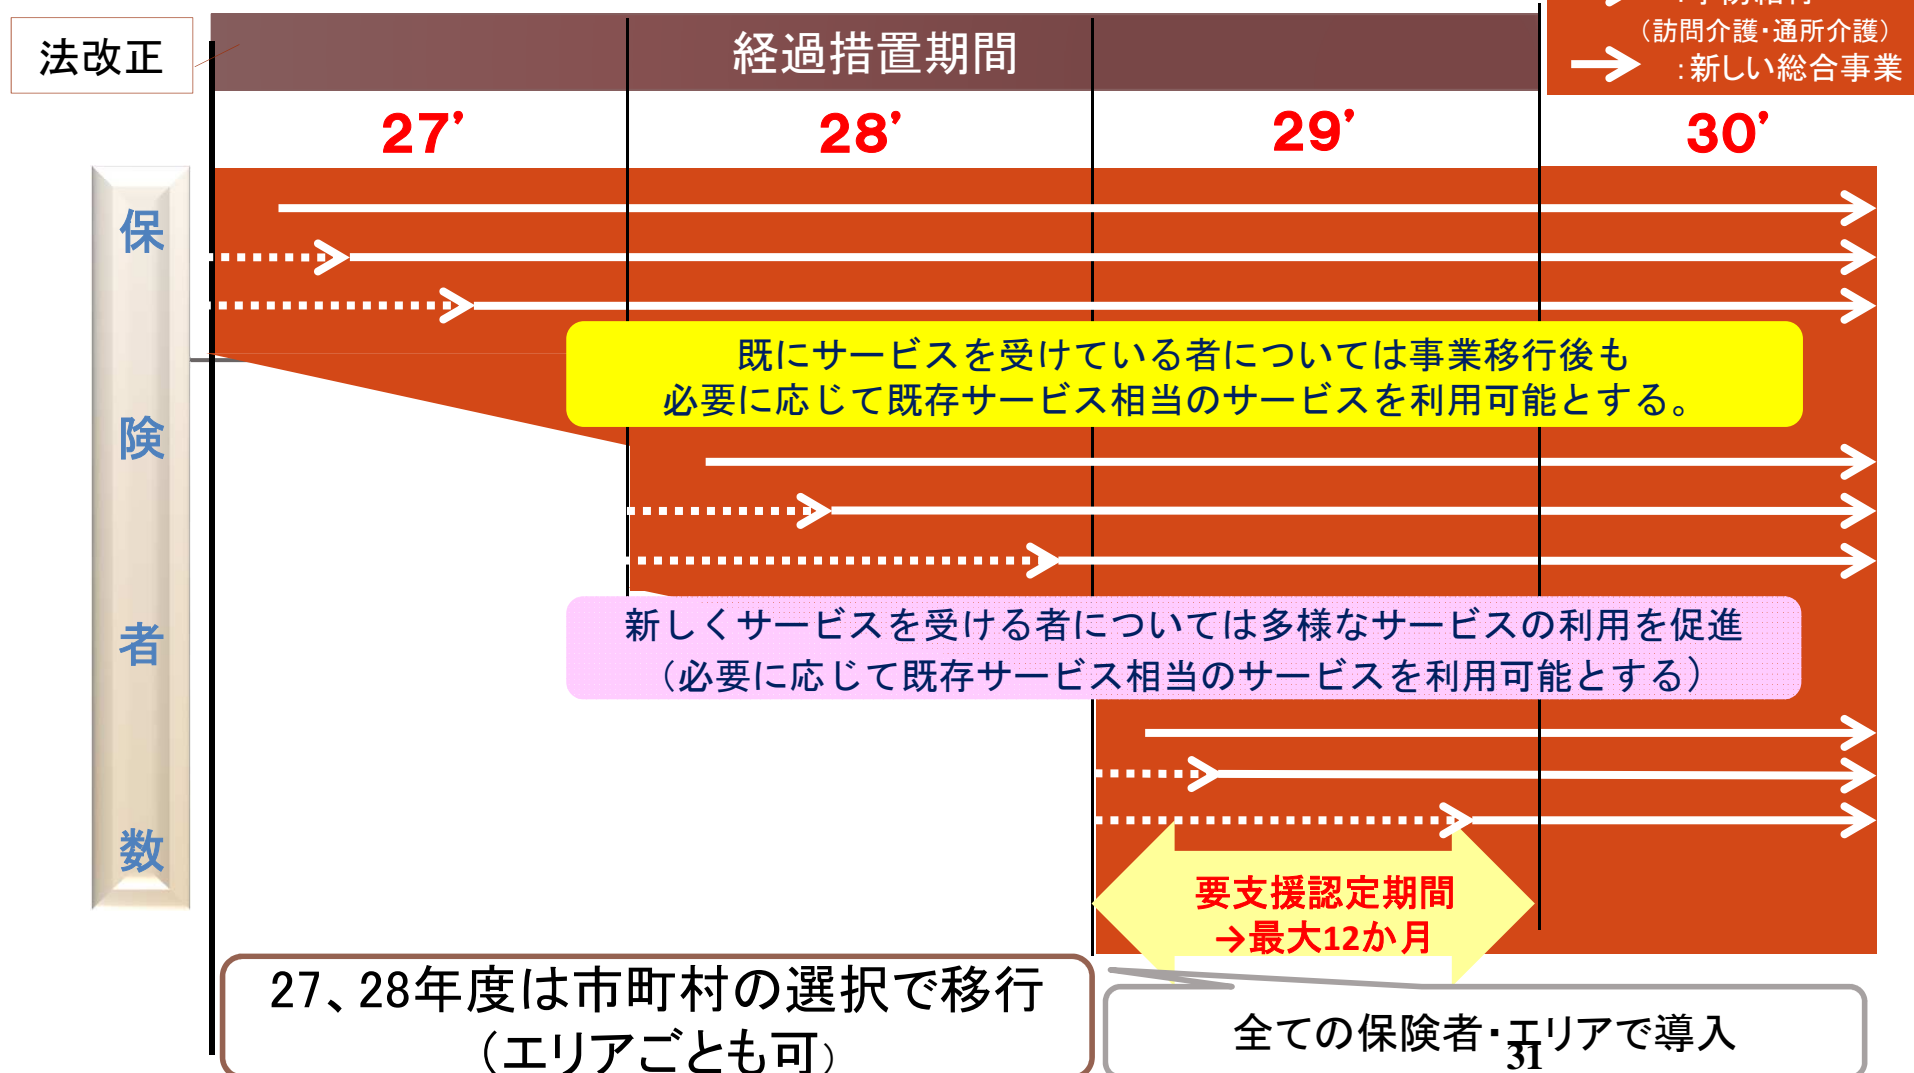 法改正
経過措置期間
(訪問介護・通所介護)
:新しい総合事業
27’
28’
29’
30’
保
険
者
数
既にサービスを受けている者については事業移行後も
必要に応じて既存サービス相当のサービスを利用可能とする。
新しくサービスを受ける者については多様なサービスの利用を促進
(必要に応じて既存サービス相当のサービスを利用可能とする)
要支援認定期間
→最大12か月
27、28年度は市町村の選択で移行
(エリアごとも可)
全ての保険者・エリアで導入
31